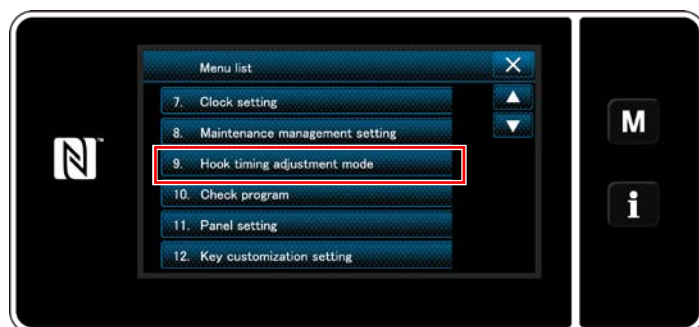 Menu list
7. Clock setting
8. Maintenance management setting
9. Hook timing adjustment mode
10. Check program
11. Panel setting
12. Key customization setting
N
M
i